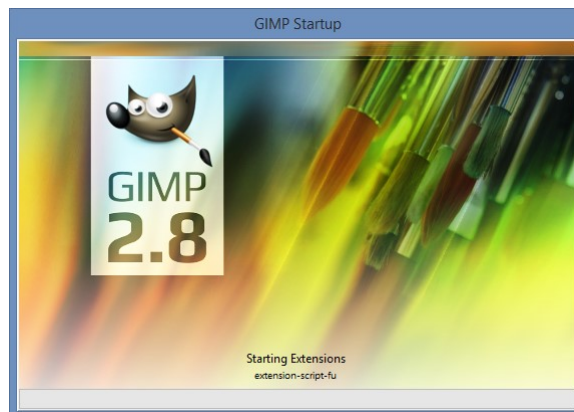 GIMP Startup
GIMP
2.8
Starting Extensions
extension-script-fu